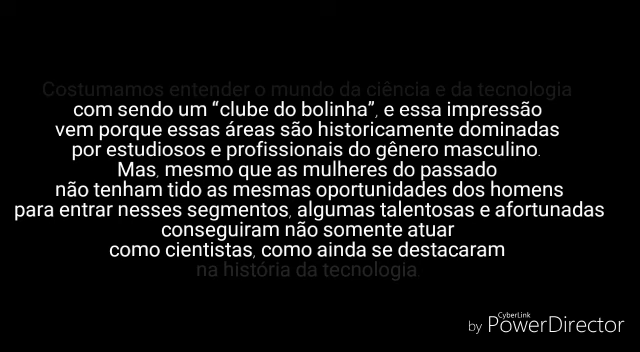 Costumamos entender o mundo da ciência e da tecnologia
com sendo um “clube do bolinha”, e essa impressão
vem porque essas áreas são historicamente dominadas
por estudiosos e profissionais do gênero masculino.
Mas, mesmo que as mulheres do passado
não tenham tido as mesmas oportunidades dos homens
para entrar nesses segmentos, algumas talentosas e afortunadas
conseguiram não somente atuar
como cientistas, como ainda se destacaram
na história da tecnologia.
CyberLink
by PowerDirector